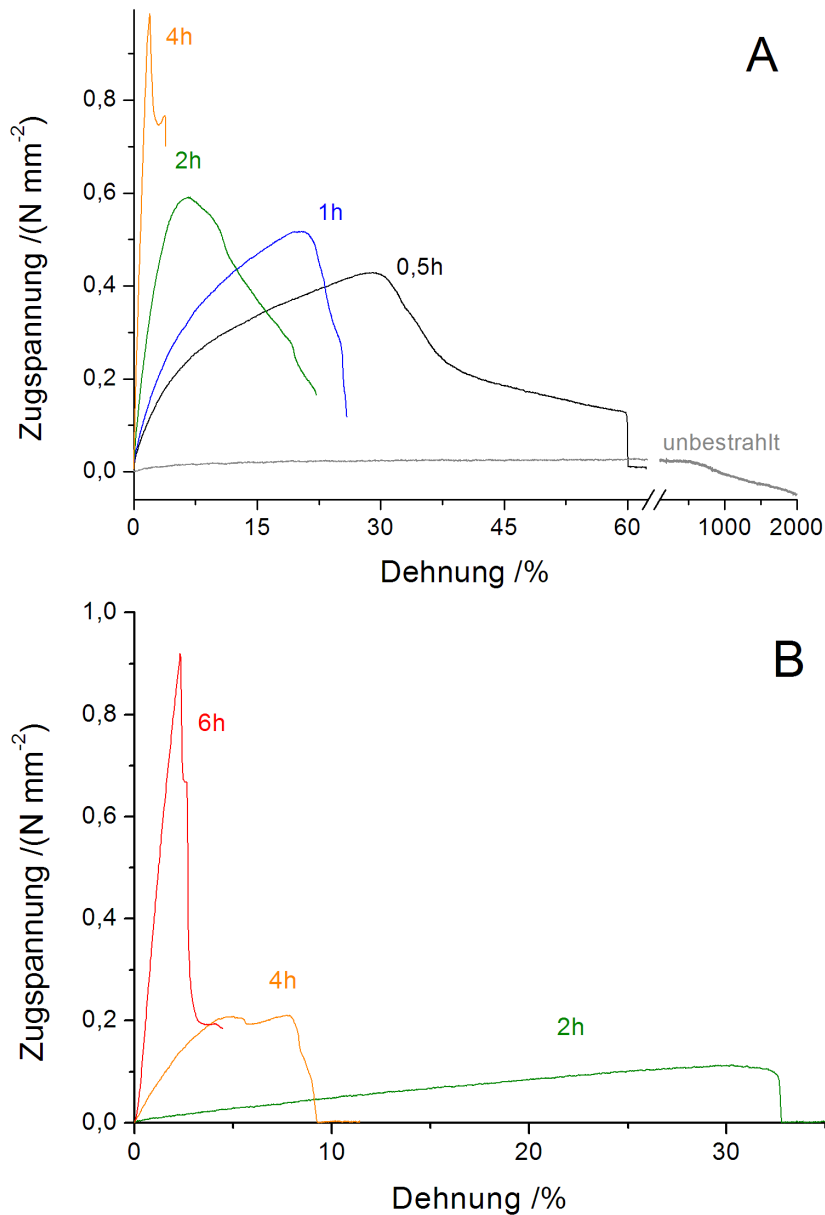 A
4h
2h
1h
0,5h
unbestrahlt
Zugspannung /(N mm-2)
0,8
0,6
0,4
0,2
0,0
0 15 30 45 60 1000 2000
Dehnung /%
B
6h
4h
2h
Zugspannung /(N mm-2)
1,0
0,8
0,6
0,4
0,2
0,0
0 10 20 30
Dehnung /%